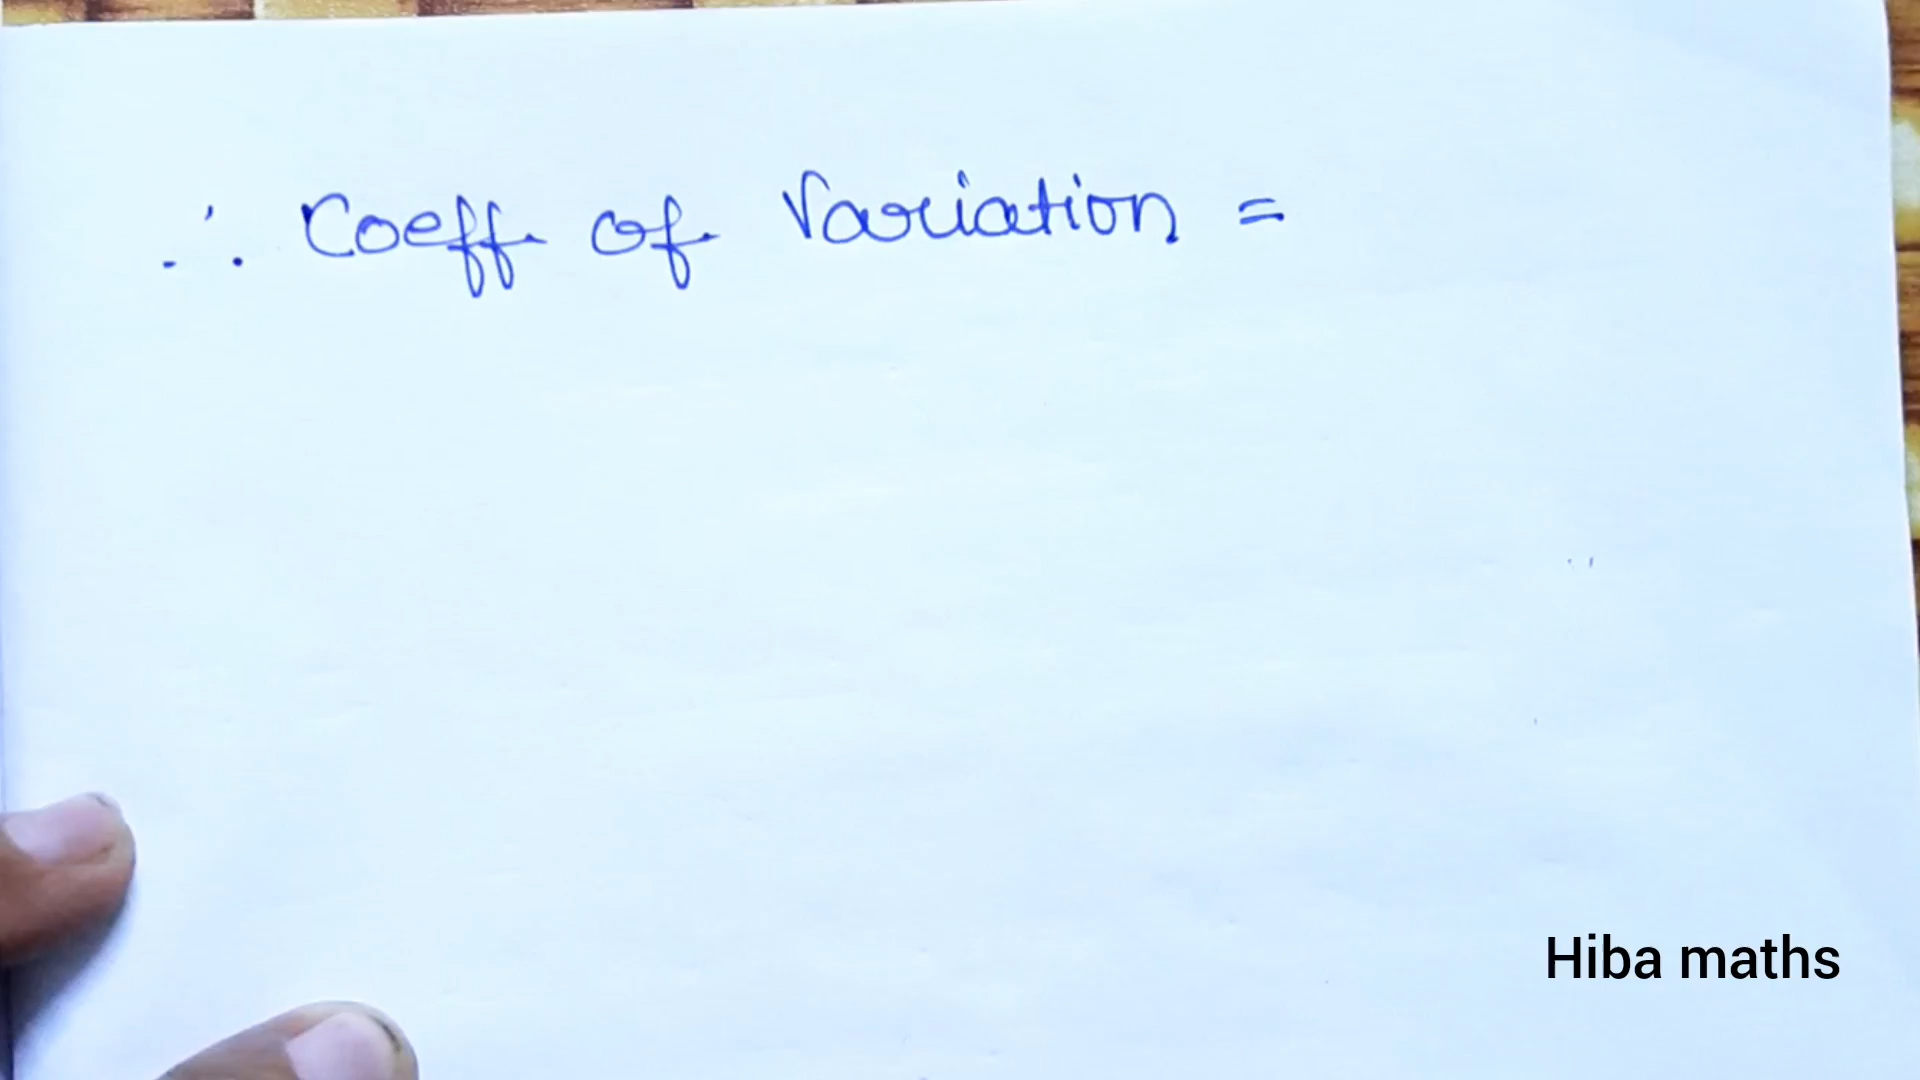 ∴ Coeff of Variation =
Hiba maths